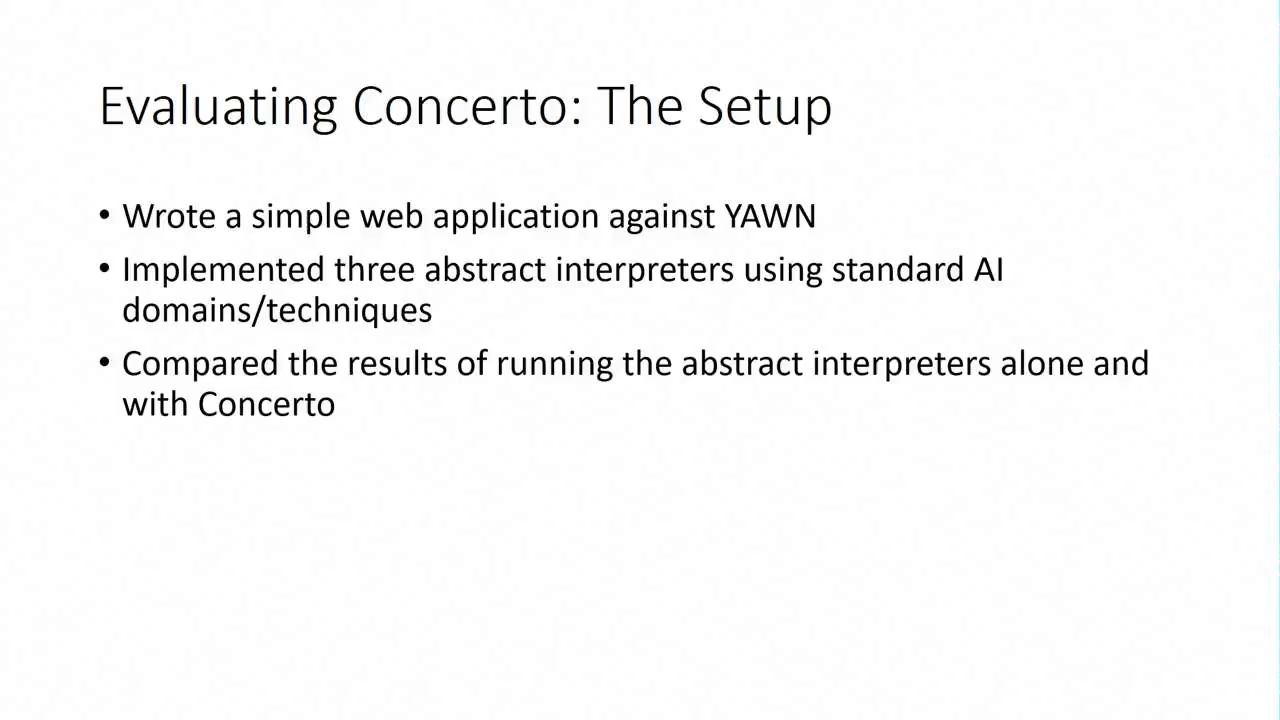 Evaluating Concerto: The Setup
• Wrote a simple web application against YAWN
• Implemented three abstract interpreters using standard AI
domains/techniques
• Compared the results of running the abstract interpreters alone and
with Concerto